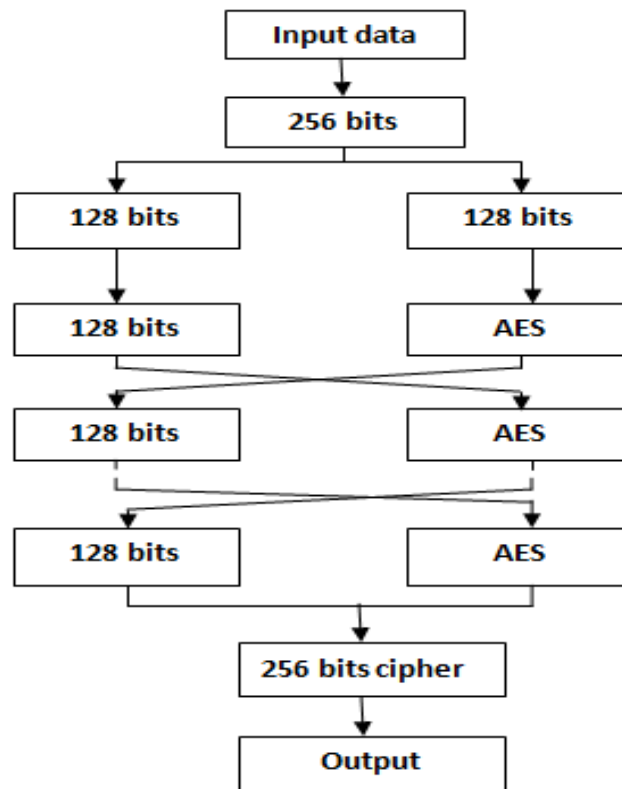 Input data
256 bits
128 bits
128 bits
128 bits
AES
128 bits
AES
128 bits
AES
256 bits cipher
Output